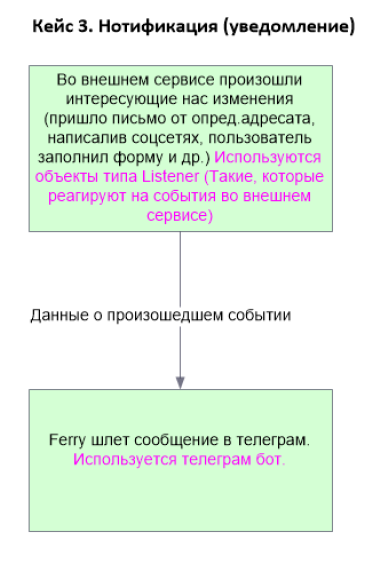 Кейс 3. Нотификация (уведомление)
Во внешнем сервисе произошли
интересующие нас изменения
(пришло письмо от опред.адресата,
написалив соцсетях, пользователь
заполнил форму и др.) Используются
объекты типа Listener (Такие, которые
реагируют на события во внешнем
сервисе)
Данные о произошедшем событии
Ferry шлет сообщение в телеграм.
Используется телеграм бот.